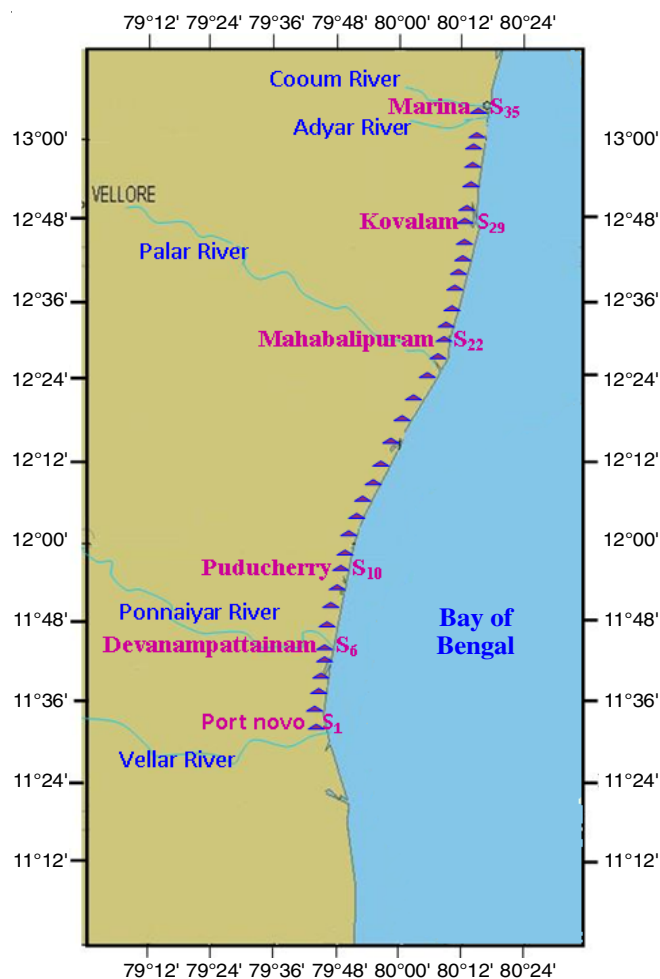 79°12' 79°24' 79°36' 79°48' 80°00' 80°12' 80°24'
Cooum River
Marina S35
Adyar River
13°00' 13°00'
VELLORE
12°48' Kovalam S29 12°48'
Palar River
12°36' 12°36'
Mahabalipuram S22
12°24' 12°24'
12°12' 12°12'
12°00' 12°00'
Puducherry S10
Ponnaiyar River
11°48' Bay of 11°48'
Bengal
Devanampattainam S6
11°36' 11°36'
Port novo S1
Vellar River
11°24' 11°24'
11°12' 11°12'
79°12' 79°24' 79°36' 79°48' 80°00' 80°12' 80°24'